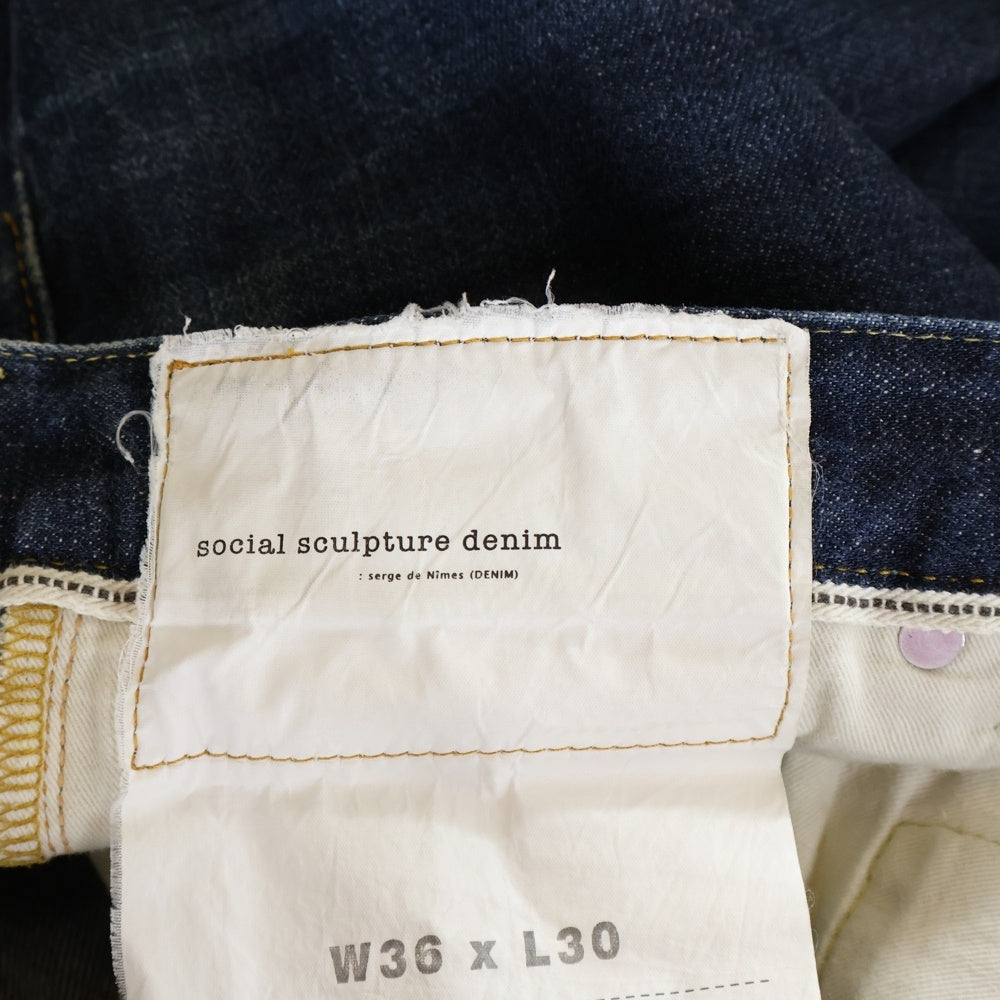 social sculpture denim
: serge de Nîmes (DENIM)
W36 x L30